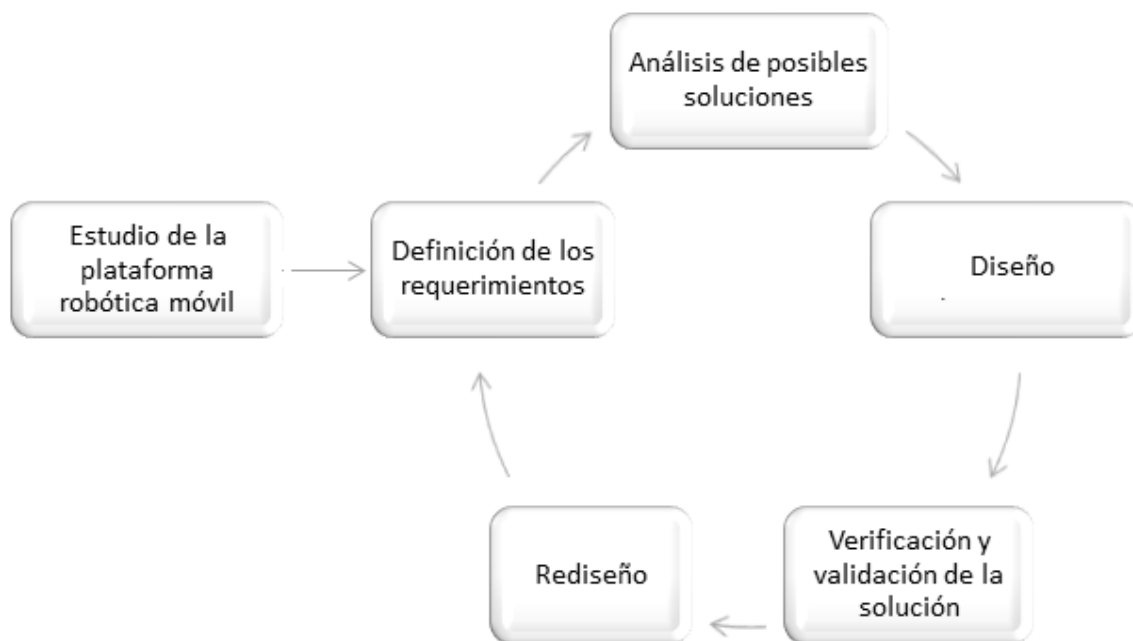 Estudio de la
plataforma
robótica móvil
Definición de los
requerimientos
Análisis de posibles
soluciones
Diseño
.
Verificación y
validación de la
solución
Rediseño